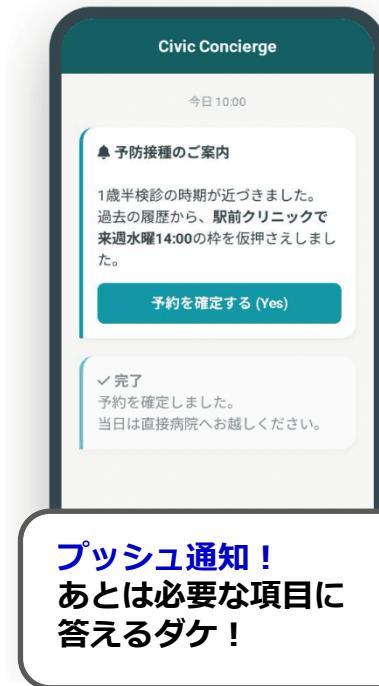 Civic Concierge
今日 10:00
予防接種のご案内
1歳半検診の時期が近づきました。
過去の履歴から、駅前クリニックで
来週水曜14:00の枠を仮押さえしまし
た。
予約を確定する (Yes)
✓ 完了
予約を確定しました。
当日は直接病院へお越しください。
プッシュ通知！
あとは必要な項目に
答えるダケ！